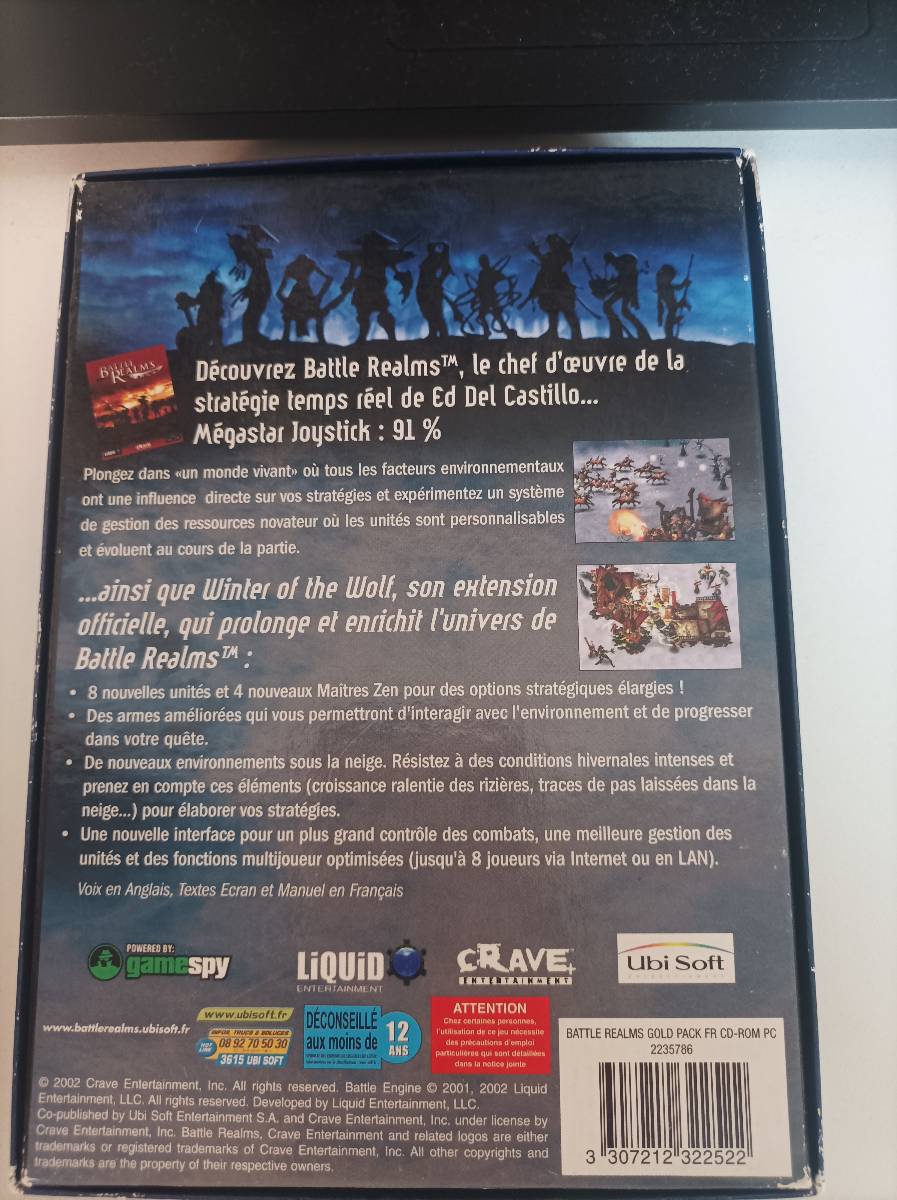 BATTLE
REALMS
Découvrez Battle Realms™, le chef d'œuvre de la
stratégie temps réel de Ed Del Castillo...
Mégastar Joystick : 91 %
Plongez dans «un monde vivant» où tous les facteurs environnementaux
ont une influence directe sur vos stratégies et expérimentez un système
de gestion des ressources novateur où les unités sont personnalisables
et évoluent au cours de la partie.
...ainsi que Winter of the Wolf, son extension
officielle, qui prolonge et enrichit l'univers de
Battle Realms™ :
• 8 nouvelles unités et 4 nouveaux Maîtres Zen pour des options stratégiques élargies !
• Des armes améliorées qui vous permettront d'interagir avec l'environnement et de progresser
dans votre quête.
• De nouveaux environnements sous la neige. Résistez à des conditions hivernales intenses et
prenez en compte ces éléments (croissance ralentie des rizières, traces de pas laissées dans la
neige...) pour élaborer vos stratégies.
• Une nouvelle interface pour un plus grand contrôle des combats, une meilleure gestion des
unités et des fonctions multijoueur optimisées (jusqu'à 8 joueurs via Internet ou en LAN).
Voix en Anglais, Textes Ecran et Manuel en Français
POWERED BY:
gamespy
LiQUiD
ENTERTAINMENT
CRAVE
ENTERTAINMENT
Ubi Soft
ENTERTAINMENT
www.battlerealms.ubisoft.fr
www.ubisoft.fr
INFOS, TRUCS & SOLUCES
HOT LINE
08 92 70 50 30
3615 UBI SOFT
DÉCONSEILLÉ
aux moins de
12
ANS
ATTENTION
Chez certaines personnes,
l'utilisation de ce jeu nécessite
des précautions d'emploi
particulières qui sont détaillées
dans la notice jointe
BATTLE REALMS GOLD PACK FR CD-ROM PC
2235786
3 307212 322522
© 2002 Crave Entertainment, Inc. All rights reserved. Battle Engine © 2001, 2002 Liquid
Entertainment, LLC. All rights reserved. Developed by Liquid Entertainment, LLC.
Co-published by Ubi Soft Entertainment S.A. and Crave Entertainment, Inc. under license by
Crave Entertainment, Inc. Battle Realms, Crave Entertainment and related logos are either
trademarks or registered trademarks of Crave Entertainment, Inc. All other copyrights and
trademarks are the property of their respective owners.